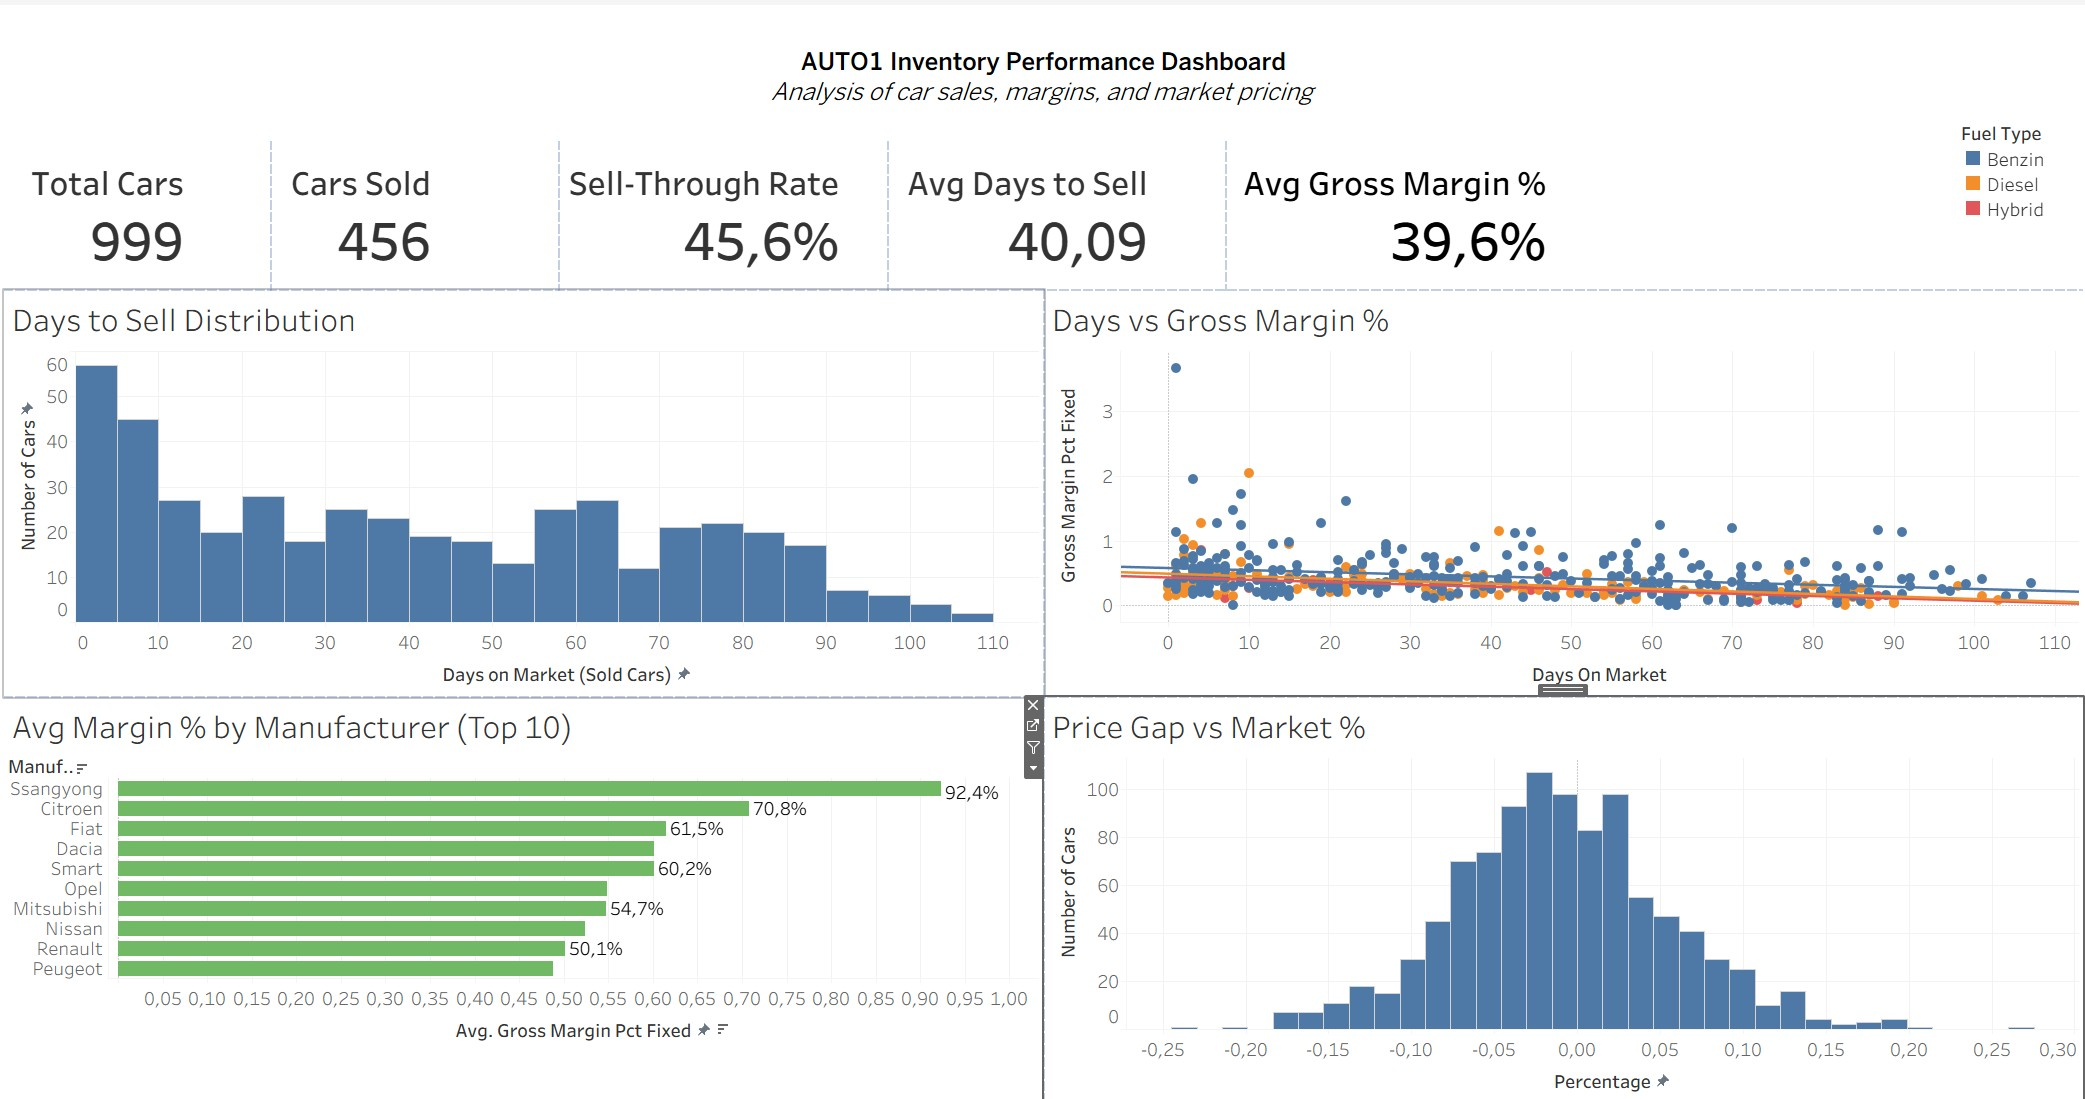 AUTO1 Inventory Performance Dashboard
Analysis of car sales, margins, and market pricing
Fuel Type
Benzin
Diesel
Hybrid
Total Cars
999
Cars Sold
456
Sell-Through Rate
45,6%
Avg Days to Sell
40,09
Avg Gross Margin %
39,6%
Days to Sell Distribution
Number of Cars
60
50
40
30
20
10
0
0 10 20 30 40 50 60 70 80 90 100 110
Days on Market (Sold Cars)
Days vs Gross Margin %
Gross Margin Pct Fixed
3
2
1
0
0 10 20 30 40 50 60 70 80 90 100 110
Days On Market
Avg Margin % by Manufacturer (Top 10)
Manuf..
Ssangyong 92,4%
Citroen 70,8%
Fiat 61,5%
Dacia
Smart 60,2%
Opel
Mitsubishi 54,7%
Nissan
Renault 50,1%
Peugeot
0,05 0,10 0,15 0,20 0,25 0,30 0,35 0,40 0,45 0,50 0,55 0,60 0,65 0,70 0,75 0,80 0,85 0,90 0,95 1,00
Avg. Gross Margin Pct Fixed
Price Gap vs Market %
Number of Cars
100
80
60
40
20
0
-0,25 -0,20 -0,15 -0,10 -0,05 0,00 0,05 0,10 0,15 0,20 0,25 0,30
Percentage